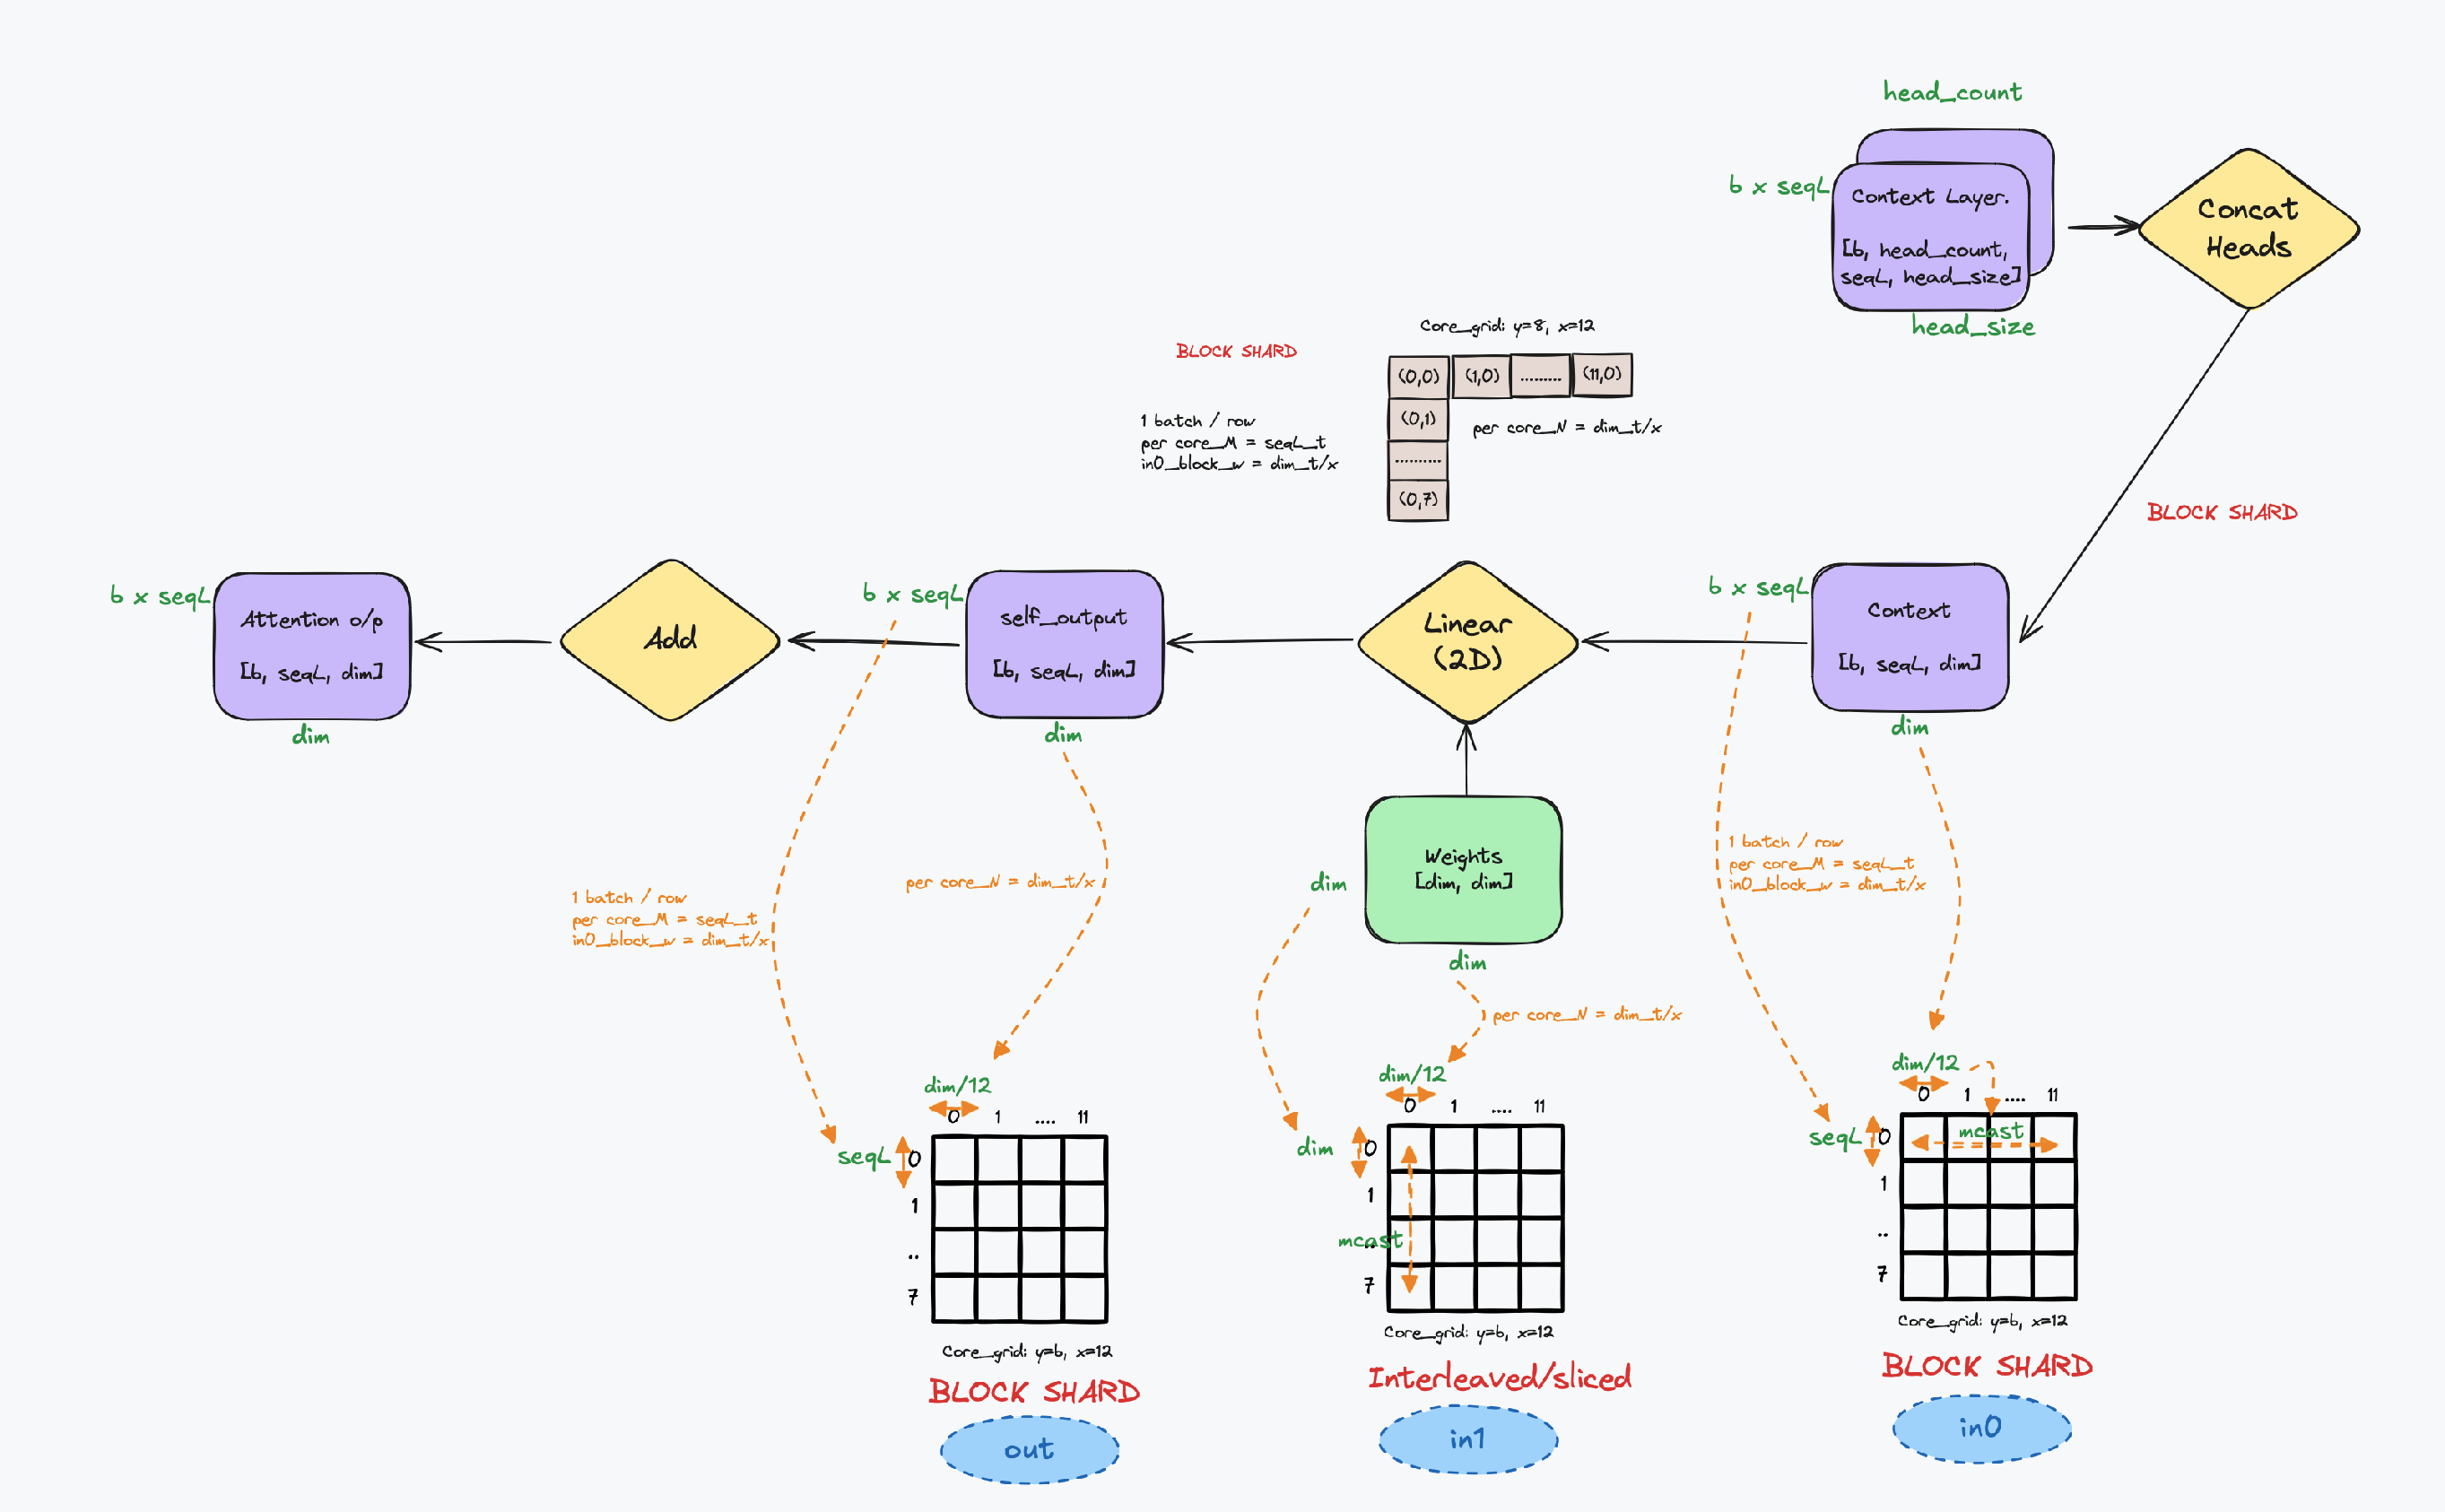 head_count
b x seqL
Context Layer.
[b, head_count,
seqL, head_size]
head_size
Concat
Heads
Core_grid: y=8, x=12
BLOCK SHARD
(0,0)
(1,0)
.........
(11,0)
(0,1)
..........
(0,7)
1 batch / row
per core_M = seqL_t
in0_block_w = dim_t/x
per core_N = dim_t/x
BLOCK SHARD
b x seqL
Attention o/p
[b, seqL, dim]
dim
Add
b x seqL
self_output
[b, seqL, dim]
dim
Linear
(2D)
b x seqL
Context
[b, seqL, dim]
dim
Weights
[dim, dim]
dim
dim
1 batch / row
per core_M = seqL_t
in0_block_w = dim_t/x
per core_N = dim_t/x
per core_N = dim_t/x
1 batch / row
per core_M = seqL_t
in0_block_w = dim_t/x
dim/12
0 1 .... 11
seqL
0
1
..
7
Core_grid: y=b, x=12
BLOCK SHARD
out
dim/12
0 1 .... 11
dim
0
1
..
mcast
7
Core_grid: y=b, x=12
Interleaved/sliced
in1
dim/12
0 1 .... 11
seqL
0
mcast
1
..
7
Core_grid: y=b, x=12
BLOCK SHARD
in0